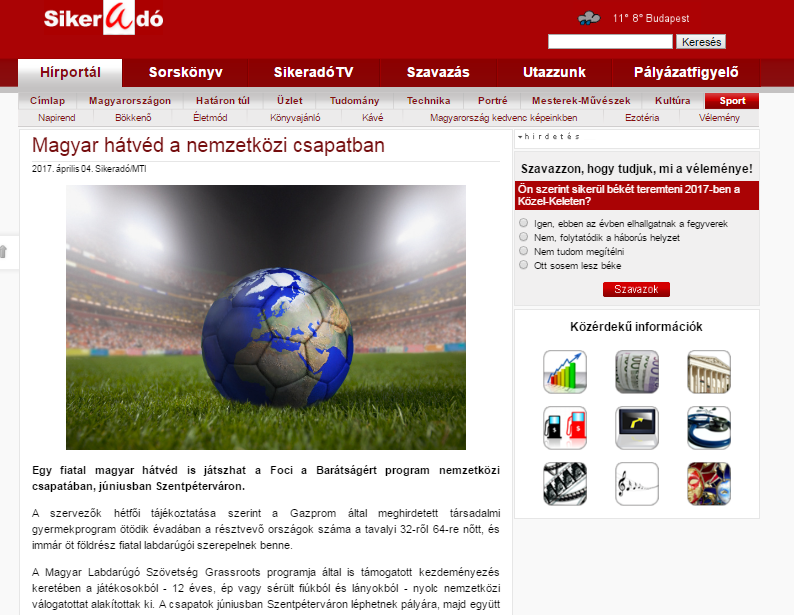 Sikeradó
11° 8° Budapest
Keresés
Hírportál Sorskönyv Sikeradó TV Szavazás Utazzunk Pályázatfigyelő
Címlap Magyarországon Határon túl Üzlet Tudomány Technika Portré Mesterek-Művészek Kultúra Sport
Napirend Bökkenő Életmód Könyvajánló Kávé Magyarország kedvenc képeinkben Ezotéria Vélemény
Magyar hátvéd a nemzetközi csapatban
2017. április 04. Sikeradó/MTI
Egy fiatal magyar hátvéd is játszhat a Foci a Barátságért program nemzetközi
csapatában, júniusban Szentpéterváron.
A szervezők hétfői tájékoztatása szerint a Gazprom által meghirdetett társadalmi
gyermekprogram ötödik évadában a résztvevő országok száma a tavalyi 32-ről 64-re nőtt, és
immár öt földrész fiatal labdarúgói szerepelnek benne.
A Magyar Labdarúgó Szövetség Grassroots programja által is támogatott kezdeményezés
keretében a játékosokból - 12 éves, ép vagy sérült fiúkból és lányokból - nyolc nemzetközi
válogatottat alakítottak ki. A csapatok júniusban Szentpéterváron léphetnek pályára, majd együtt
hirdetés
Szavazzon, hogy tudjuk, mi a véleménye!
Ön szerint sikerül békét teremteni 2017-ben a
Közel-Keleten?
Igen, ebben az évben elhallgatnak a fegyverek
Nem, folytatódik a háborús helyzet
Nem tudom megítélni
Ott sosem lesz béke
Szavazok
Közérdekű információk